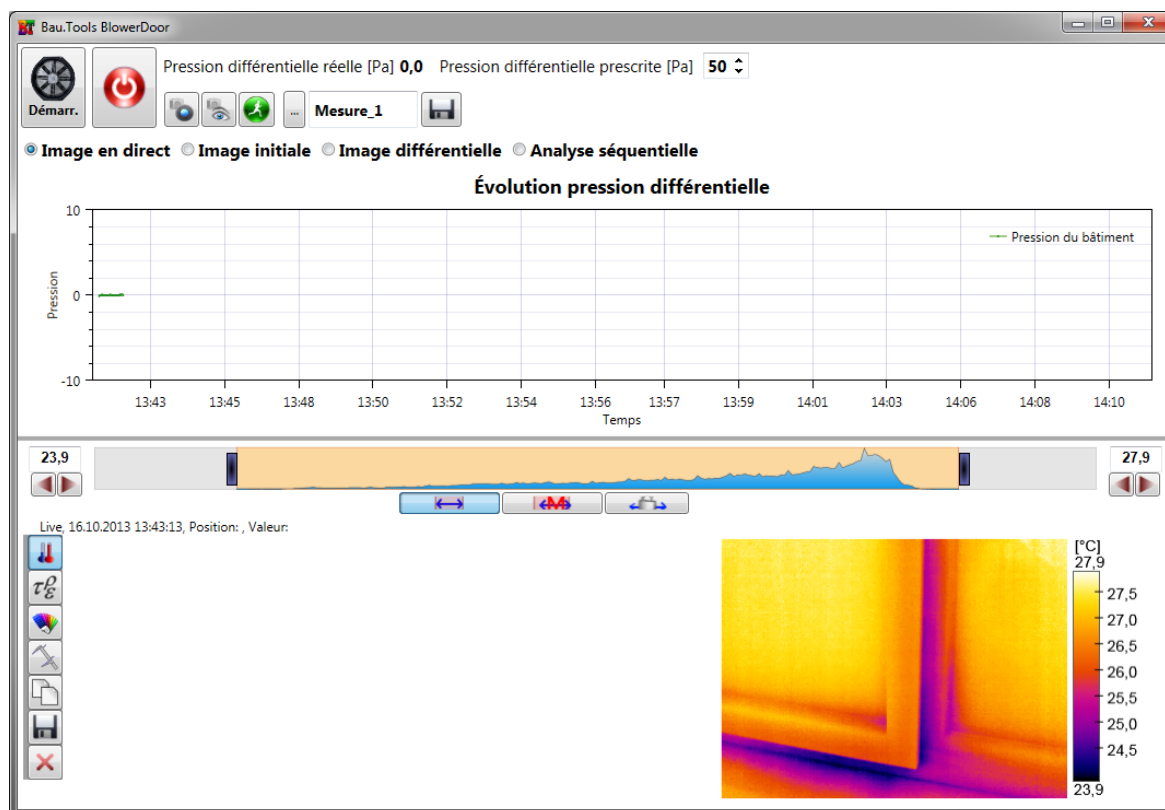 Bau.Tools BlowerDoor
Démarr.
Pression différentielle réelle [Pa] 0,0 Pression différentielle prescrite [Pa] 50
... Mesure_1
Image en direct Image initiale Image différentielle Analyse séquentielle
Évolution pression différentielle
10
0
-10
Pression
Pression du bâtiment
13:43 13:45 13:48 13:50 13:52 13:54 13:56 13:57 13:59 14:01 14:03 14:06 14:08 14:10
Temps
23,9
27,9
M
Live, 16.10.2013 13:43:13, Position: , Valeur:
τρε
[°C]
27,9
27,5
27,0
26,5
26,0
25,5
25,0
24,5
23,9